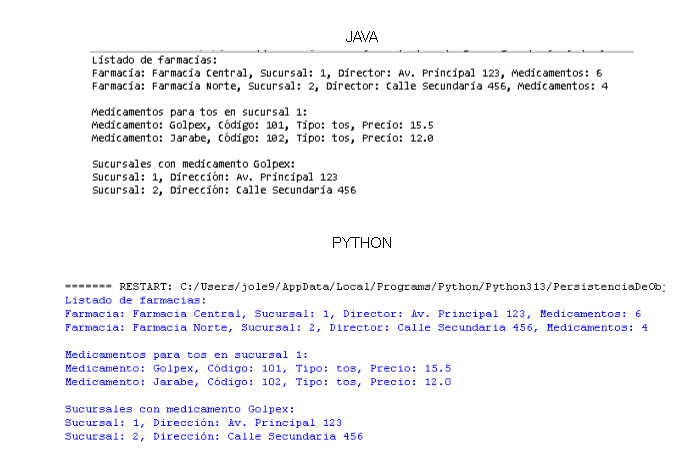 JAVA
Listado de farmacias:
Farmacia: Farmacia Central, Sucursal: 1, Director: Av. Principal 123, Medicamentos: 6
Farmacia: Farmacia Norte, Sucursal: 2, Director: Calle Secundaria 456, Medicamentos: 4
Medicamentos para tos en sucursal 1:
Medicamento: Golpex, Código: 101, Tipo: tos, Precio: 15.5
Medicamento: Jarabe, Código: 102, Tipo: tos, Precio: 12.0
Sucursales con medicamento Golpex:
Sucursal: 1, Dirección: Av. Principal 123
Sucursal: 2, Dirección: Calle Secundaria 456
PYTHON
======= RESTART: C:/Users/jole9/AppData/Local/Programs/Python/Python313/PersistenciaDeObj
Listado de farmacias:
Farmacia: Farmacia Central, Sucursal: 1, Director: Av. Principal 123, Medicamentos: 6
Farmacia: Farmacia Norte, Sucursal: 2, Director: Calle Secundaria 456, Medicamentos: 4
Medicamentos para tos en sucursal 1:
Medicamento: Golpex, Código: 101, Tipo: tos, Precio: 15.5
Medicamento: Jarabe, Código: 102, Tipo: tos, Precio: 12.0
Sucursales con medicamento Golpex:
Sucursal: 1, Dirección: Av. Principal 123
Sucursal: 2, Dirección: Calle Secundaria 456